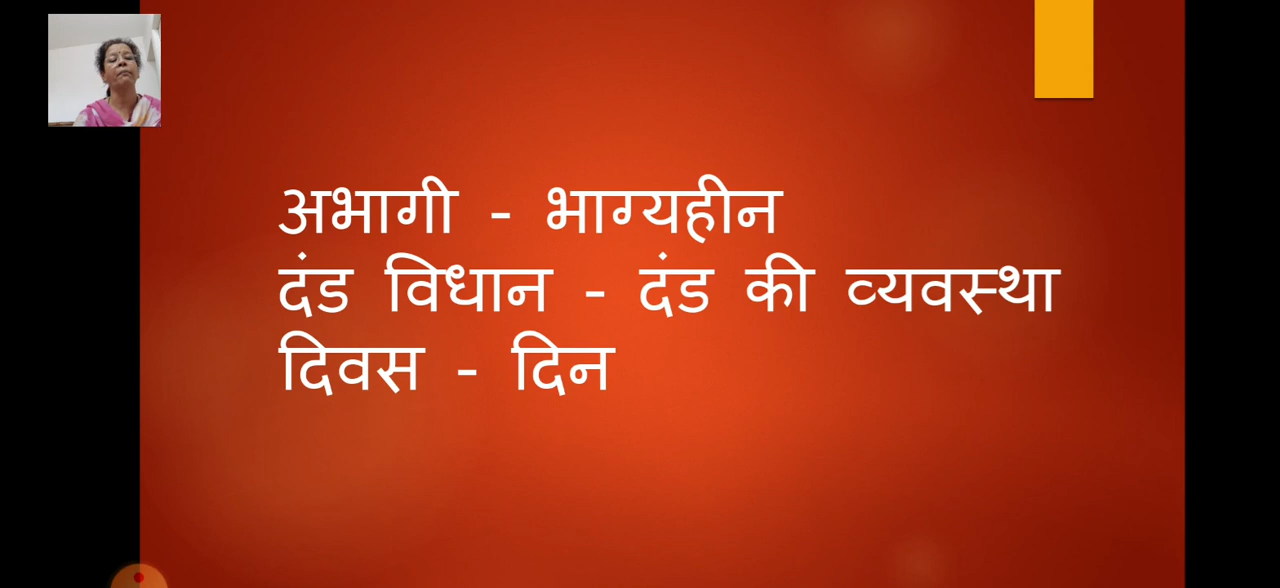 अभागी - भाग्यहीन
दंड विधान - दंड की व्यवस्था
दिवस - दिन